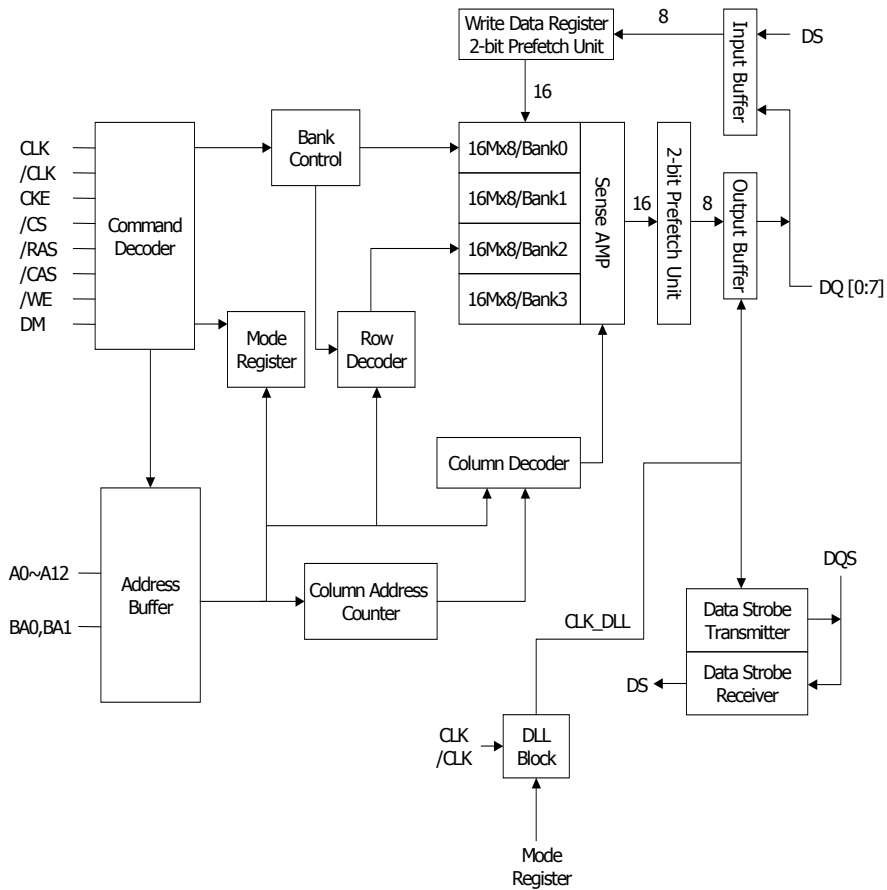 Write Data Register
2-bit Prefetch Unit
8
Input Buffer
DS
16
Bank
Control
16Mx8/Bank0
16Mx8/Bank1
16Mx8/Bank2
16Mx8/Bank3
Sense AMP
16
2-bit Prefetch Unit
8
Output Buffer
DQ [0:7]
CLK
/CLK
CKE
/CS
/RAS
/CAS
/WE
DM
Command
Decoder
Mode
Register
Row
Decoder
Column Decoder
A0~A12
BA0,BA1
Address
Buffer
Column Address
Counter
CLK_DLL
DQS
Data Strobe
Transmitter
Data Strobe
Receiver
DS
CLK
/CLK
DLL
Block
Mode
Register